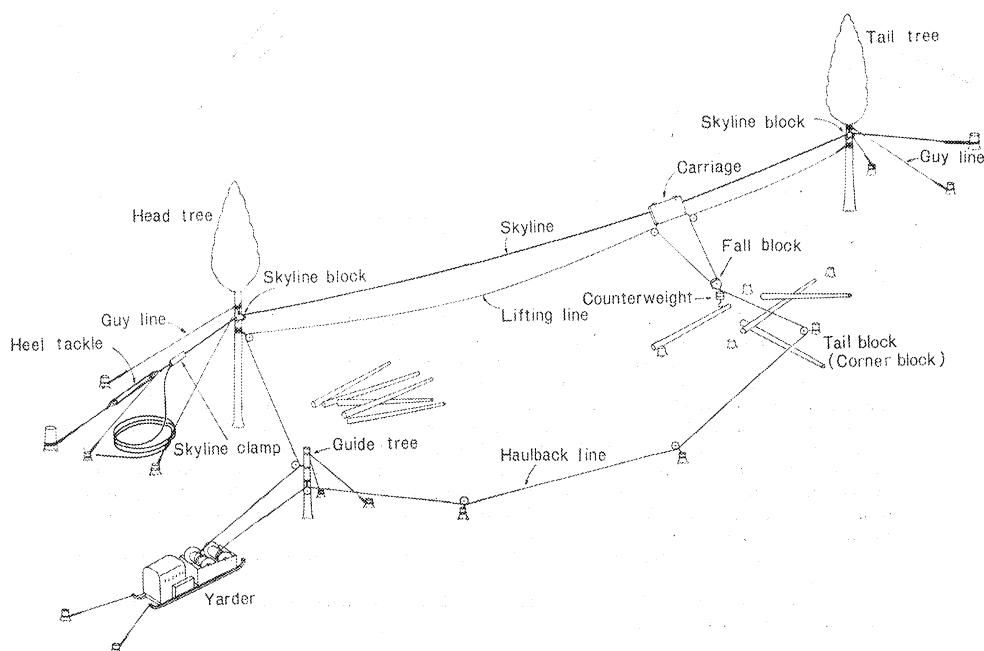 Tail tree
Skyline block
Carriage
Guy line
Head tree
Skyline
Fall block
Skyline block
Counterweight
Guy line
Lifting line
Heel tackle
Tail block
(Corner block)
Skyline clamp
Guide tree
Haulback line
Yarder